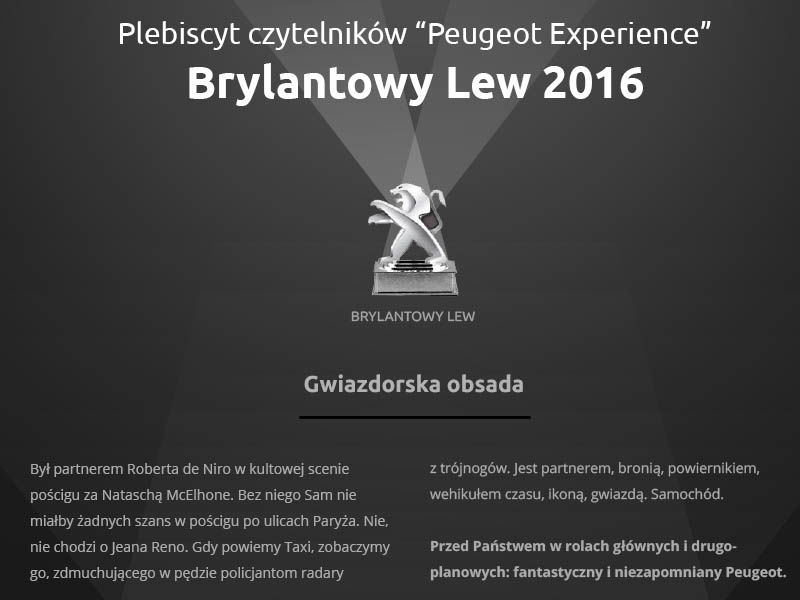 Plebiscyt czytelników “Peugeot Experience”
Brylantowy Lew 2016
BRYLANTOWY LEW
Gwiazdorska obsada
Był partnerem Roberta de Niro w kultowej scenie
pościgu za Nataschą McElhone. Bez niego Sam nie
miałby żadnych szans w pościgu po ulicach Paryża. Nie,
nie chodzi o Jeana Reno. Gdy powiemy Taxi, zobaczymy
go, zdmuchującego w pędzie policjantom radary
z trójnogów. Jest partnerem, bronią, powiernikiem,
wehikułem czasu, ikoną, gwiazdą. Samochód.
Przed Państwem w rolach głównych i drugo-
planowych: fantastyczny i niezapomniany Peugeot.